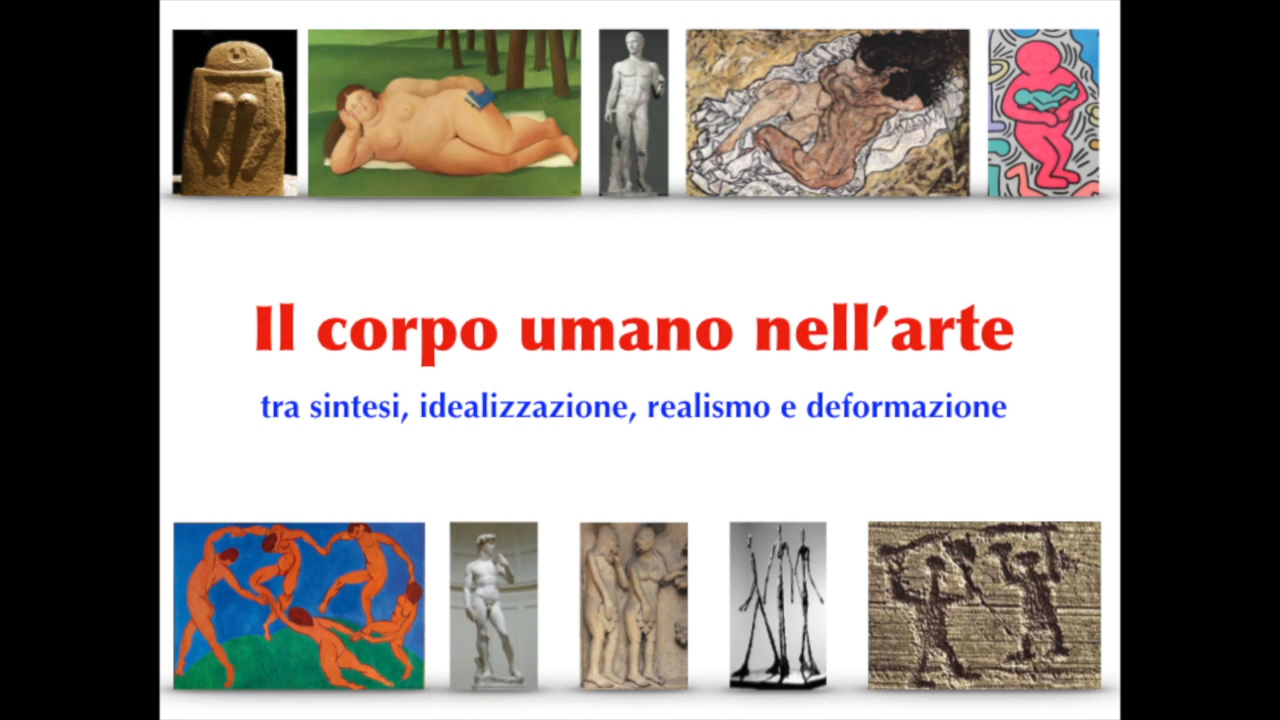 Il corpo umano nell’arte
tra sintesi, idealizzazione, realismo e deformazione